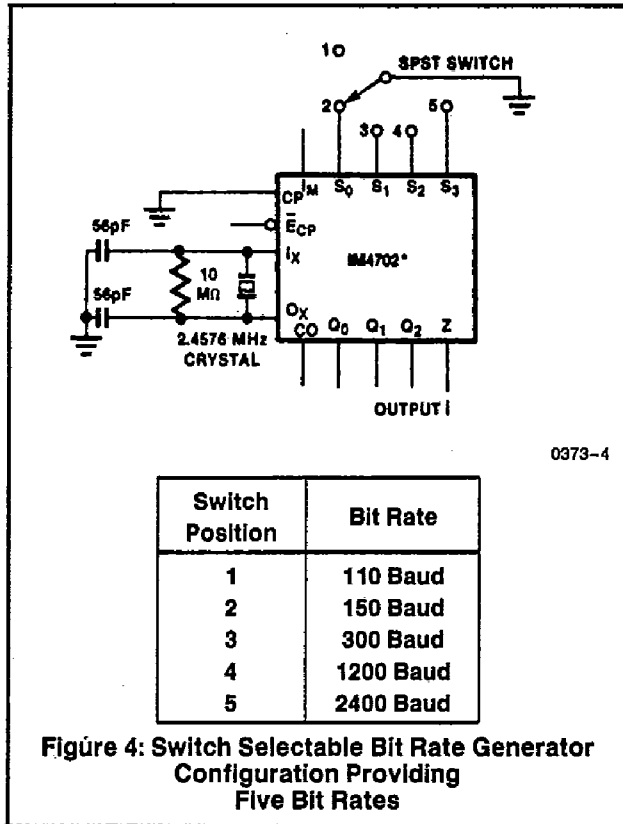 1
SPST SWITCH
2
3
4
5
CP
IM
S0
S1
S2
S3
ECP
56pF
IX
10
MΩ
IM4702*
56pF
OX
2.4576 MHz
CRYSTAL
CO
Q0
Q1
Q2
Z
OUTPUT
0373-4
Switch Position
Bit Rate
1
110 Baud
2
150 Baud
3
300 Baud
4
1200 Baud
5
2400 Baud
Figure 4: Switch Selectable Bit Rate Generator
Configuration Providing
Five Bit Rates